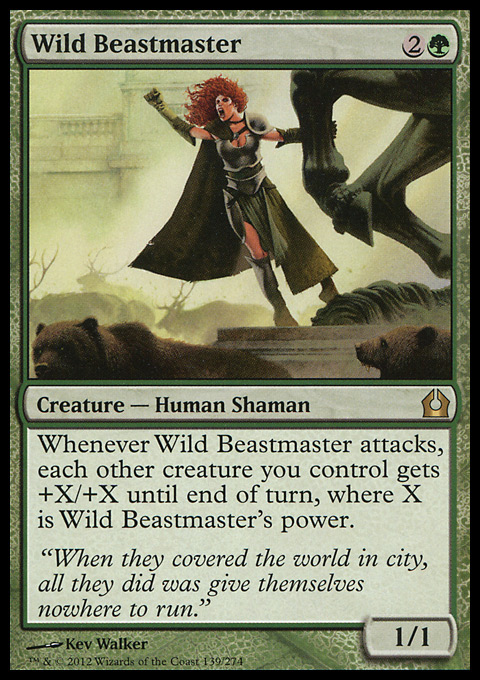 Wild Beastmaster 2
Creature — Human Shaman
Whenever Wild Beastmaster attacks,
each other creature you control gets
+X/+X until end of turn, where X
is Wild Beastmaster's power.
“When they covered the world in city,
all they did was give themselves
nowhere to run.”
Kev Walker
1/1
™ & © 2012 Wizards of the Coast 139/274